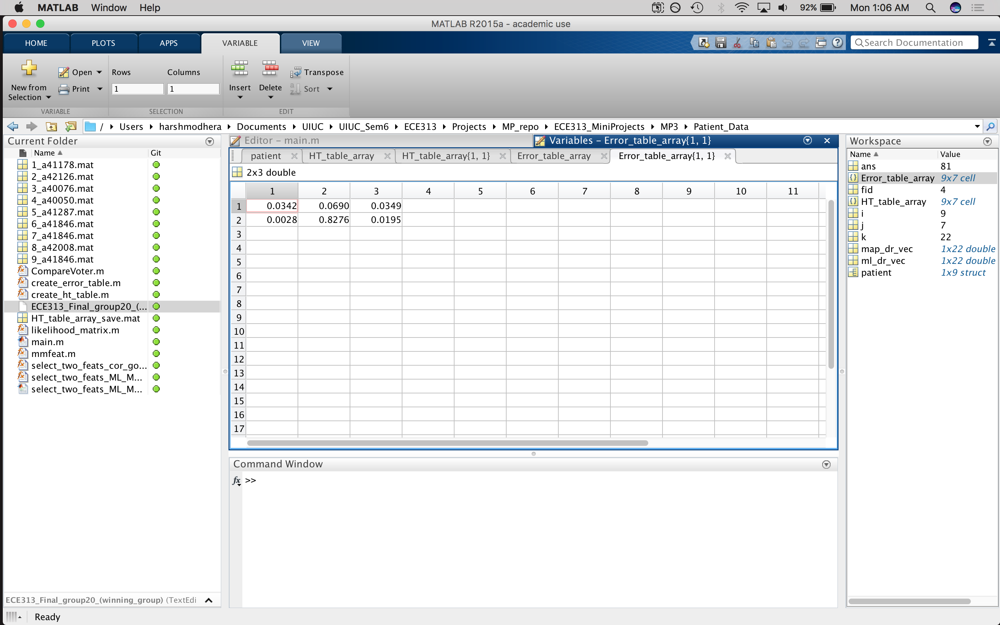 MATLAB Window Help 92% Mon 1:06 AM
MATLAB R2015a - academic use
HOME PLOTS APPS VARIABLE VIEW Search Documentation
Open Rows Columns Transpose
New from Selection Print 1 1 Insert Delete Sort
VARIABLE SELECTION EDIT
/ Users harshmodhera Documents UIUC UIUC_Sem6 ECE313 Projects MP_repo ECE313_MiniProjects MP3 Patient_Data
Current Folder
Name Git
1_a41178.mat
2_a42126.mat
3_a40076.mat
4_a40050.mat
5_a41287.mat
6_a41846.mat
7_a41846.mat
8_a42008.mat
9_a41846.mat
CompareVoter.m
create_error_table.m
create_ht_table.m
ECE313_Final_group20_(...
HT_table_array_save.mat
likelihood_matrix.m
main.m
mmfeat.m
select_two_feats_cor_go...
select_two_feats_ML_M...
select_two_feats_ML_M...
ECE313_Final_group20_(winning_group) (TextEdi
Editor - main.m Variables - Error_table_array{1, 1}
patient HT_table_array HT_table_array{1, 1} Error_table_array Error_table_array{1, 1}
2x3 double
1 2 3 4 5 6 7 8 9 10 11
1 0.0342 0.0690 0.0349
2 0.0028 0.8276 0.0195
3
4
5
6
7
8
9
10
11
12
13
14
15
16
17
Command Window
fx >>
Workspace
Name Value
ans 81
Error_table_array 9x7 cell
fid 4
HT_table_array 9x7 cell
i 9
j 7
k 22
map_dr_vec 1x22 double
ml_dr_vec 1x22 double
patient 1x9 struct
Ready